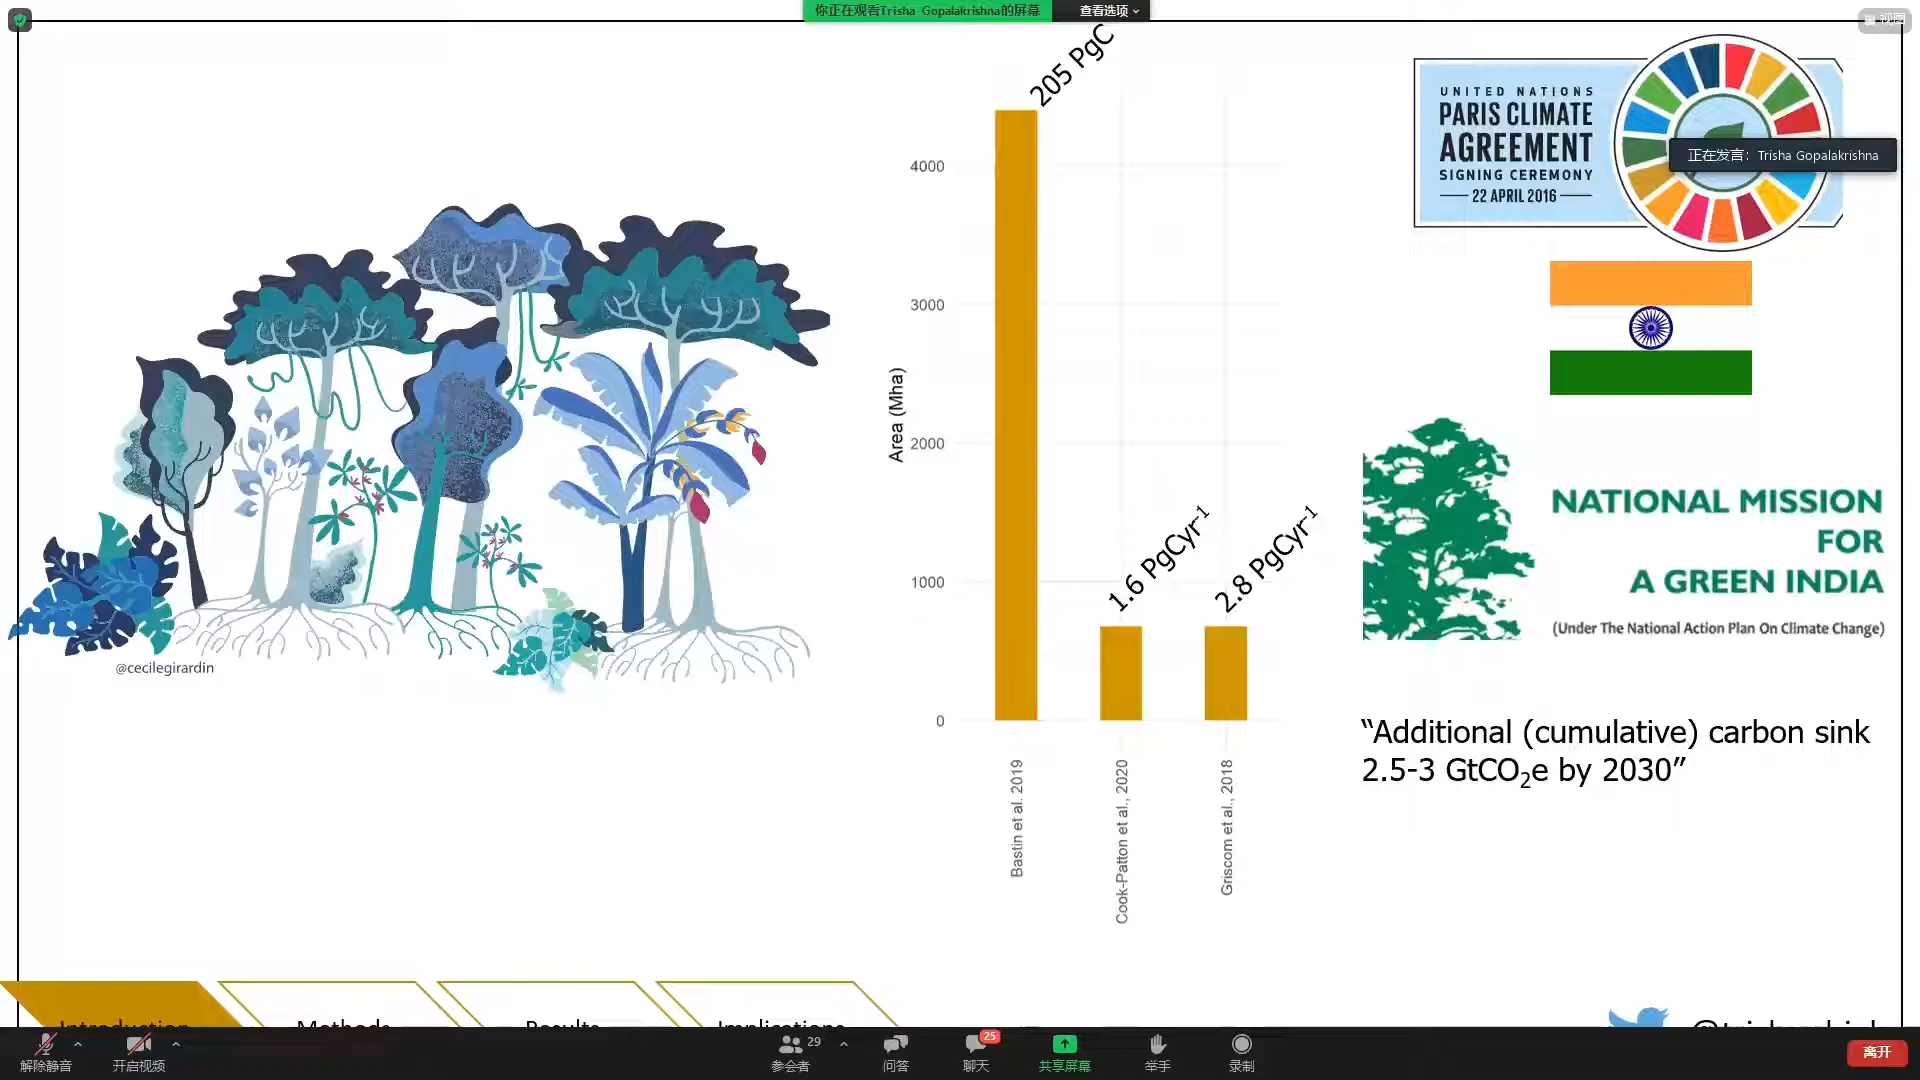 你正在观看Trisha Gopalakrishna的屏幕
查看选项
视图
205 PgC
4000
3000
2000
1000
0
Area (Mha)
1.6 PgCyr⁻¹
2.8 PgCyr⁻¹
Bastin et al. 2019
Cook-Patton et al., 2020
Griscom et al., 2018
@cecilegirardin
UNITED NATIONS
PARIS CLIMATE
AGREEMENT
SIGNING CEREMONY
22 APRIL 2016
正在发言: Trisha Gopalakrishna
NATIONAL MISSION
FOR
A GREEN INDIA
(Under The National Action Plan On Climate Change)
“Additional (cumulative) carbon sink
2.5-3 GtCO₂e by 2030”
Introduction
Methods
Results
Implications
解除静音
开启视频
29
参会者
问答
25
聊天
共享屏幕
举手
录制
离开